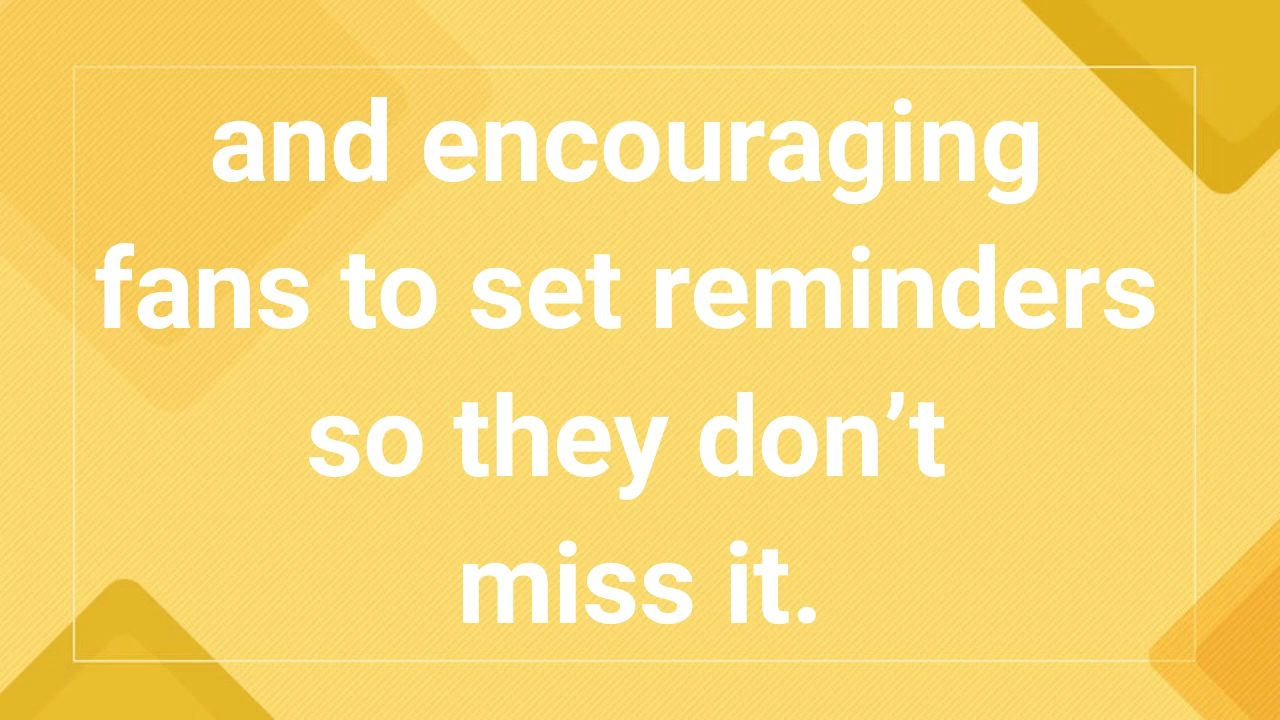 and encouraging
fans to set reminders
so they don’t
miss it.